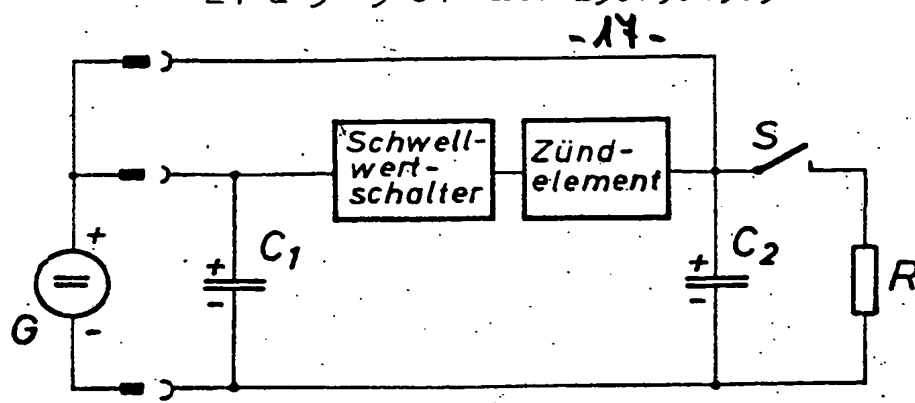 -17-
Schwell-
wert-
schalter
Zünd-
element
S
+
G
-
C1
+
-
C2
+
-
R